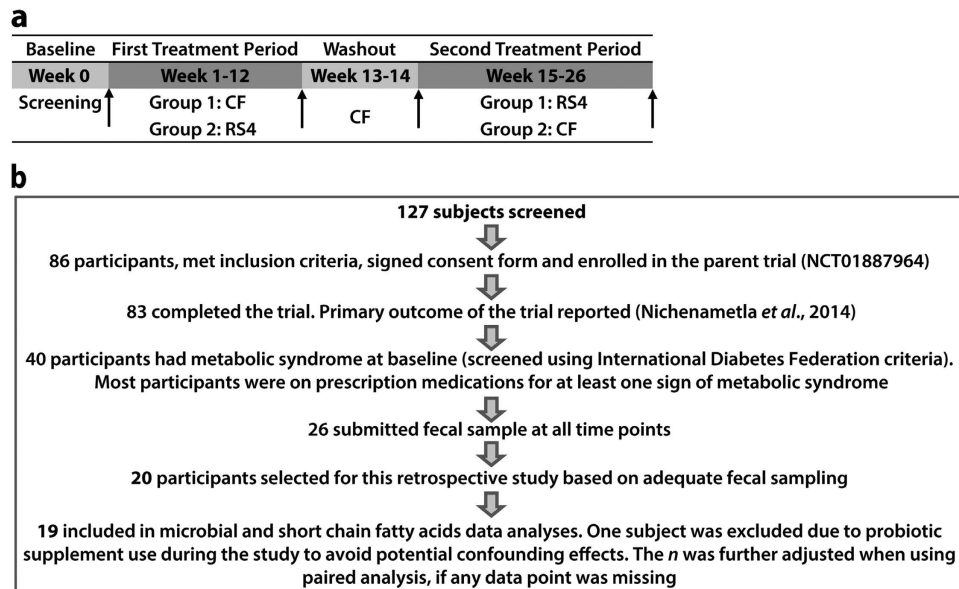 a
Baseline First Treatment Period Washout Second Treatment Period
Week 0 Week 1-12 Week 13-14 Week 15-26
Screening Group 1: CF CF Group 1: RS4
Group 2: RS4 Group 2: CF
b
127 subjects screened
86 participants, met inclusion criteria, signed consent form and enrolled in the parent trial (NCT01887964)
83 completed the trial. Primary outcome of the trial reported (Nichenametla et al., 2014)
40 participants had metabolic syndrome at baseline (screened using International Diabetes Federation criteria).
Most participants were on prescription medications for at least one sign of metabolic syndrome
26 submitted fecal sample at all time points
20 participants selected for this retrospective study based on adequate fecal sampling
19 included in microbial and short chain fatty acids data analyses. One subject was excluded due to probiotic
supplement use during the study to avoid potential confounding effects. The n was further adjusted when using
paired analysis, if any data point was missing